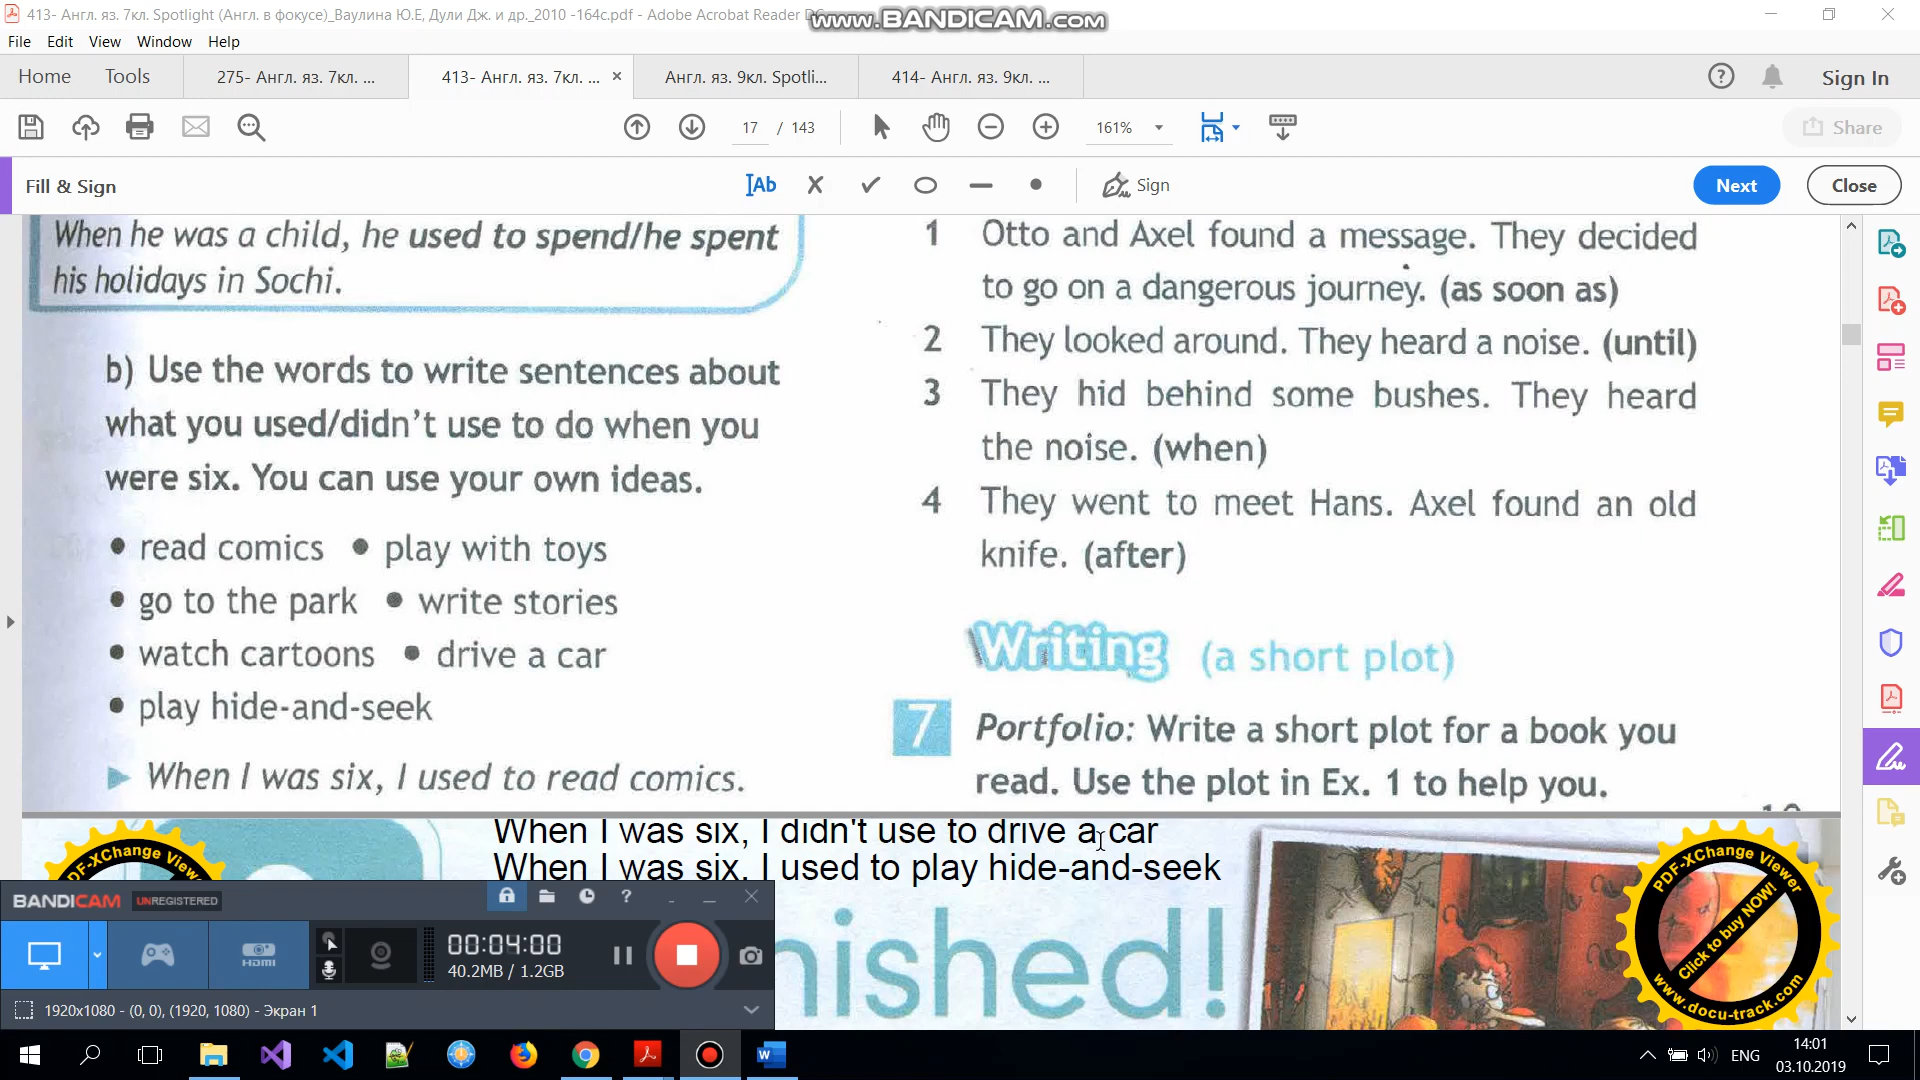 413- Англ. яз. 7кл. Spotlight (Англ. в фокусе)_Ваулина Ю.Е, Дули Дж. и др._2010 -164с.pdf - Adobe Acrobat Reader DC
www.BANDICAM.com
File Edit View Window Help
Home Tools 275- Англ. яз. 7кл. ... 413- Англ. яз. 7кл. ... Англ. яз. 9кл. Spotli... 414- Англ. яз. 9кл. ... Sign In
17 / 143 161% Share
Fill & Sign Ab Sign Next Close
When he was a child, he used to spend/he spent
his holidays in Sochi.
b) Use the words to write sentences about
what you used/didn't use to do when you
were six. You can use your own ideas.
• read comics • play with toys
• go to the park • write stories
• watch cartoons • drive a car
• play hide-and-seek
When I was six, I used to read comics.
1 Otto and Axel found a message. They decided
to go on a dangerous journey. (as soon as)
2 They looked around. They heard a noise. (until)
3 They hid behind some bushes. They heard
the noise. (when)
4 They went to meet Hans. Axel found an old
knife. (after)
Writing (a short plot)
7 Portfolio: Write a short plot for a book you
read. Use the plot in Ex. 1 to help you.
When I was six, I didn't use to drive a car
When I was six, I used to play hide-and-seek
nished!
PDF-XChange Viewer
Click to buy NOW!
www.docu-track.com
BANDICAM UNREGISTERED
00:04:00
40.2MB / 1.2GB
HDMI
1920x1080 - (0, 0), (1920, 1080) - Экран 1
ENG
14:01
03.10.2019